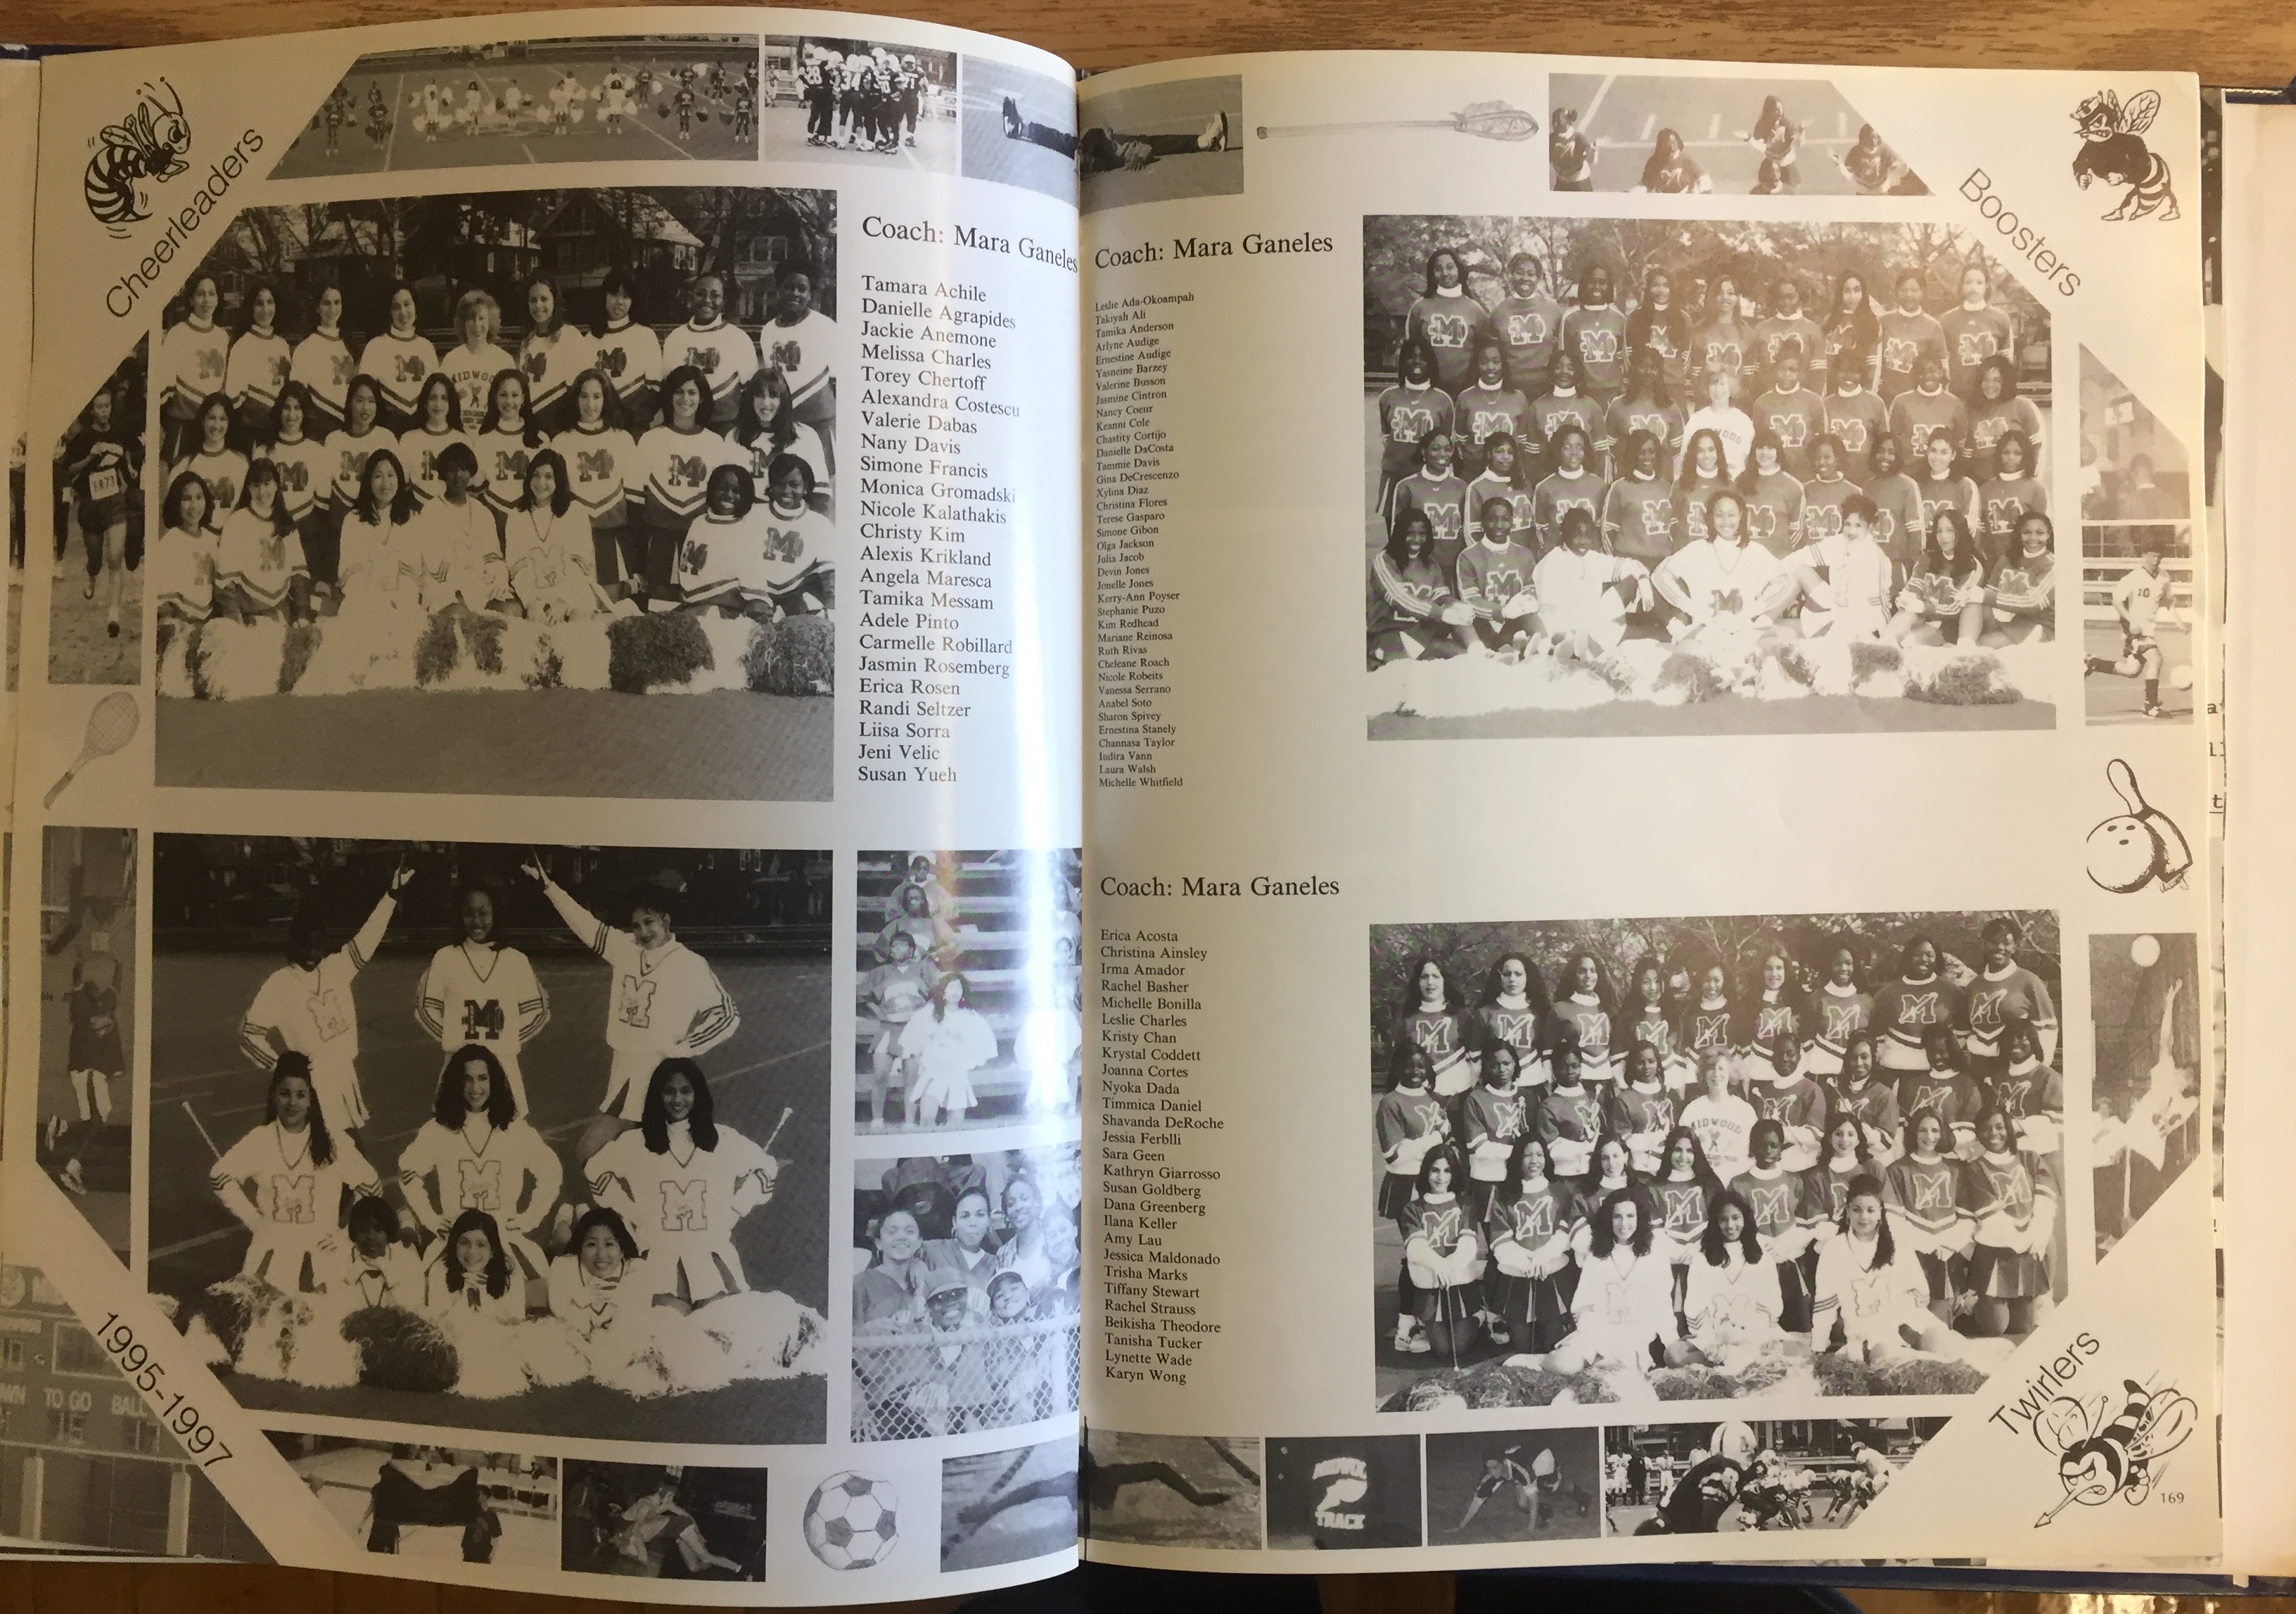 Cheerleaders
Coach: Mara Ganeles
Tamara Achile
Danielle Agrapides
Jackie Anemone
Melissa Charles
Torey Chertoff
Alexandra Costescu
Valerie Dabas
Nany Davis
Simone Francis
Monica Gromadski
Nicole Kalathakis
Christy Kim
Alexis Krikland
Angela Maresca
Tamika Messam
Adele Pinto
Carmelle Robillard
Jasmin Rosemberg
Erica Rosen
Randi Seltzer
Liisa Sorra
Jeni Velic
Susan Yueh
1995-1997
TO GO
Boosters
Coach: Mara Ganeles
Leslie Ada-Okoampah
Takiyah Ali
Tamika Anderson
Arlyne Audige
Ernestine Audige
Yasneine Barzey
Valerine Busson
Jasmine Cintron
Nancy Coeur
Keanni Cole
Chastity Cortijo
Danielle DaCosta
Tammie Davis
Gina DeCrescenzo
Xylina Diaz
Christina Flores
Terese Gasparo
Simone Gibon
Olga Jackson
Julia Jacob
Devin Jones
Jonelle Jones
Kerry-Ann Poyser
Stephanie Puzo
Kim Redhead
Mariane Reinosa
Ruth Rivas
Cheleane Roach
Nicole Robeits
Vanessa Serrano
Anabel Soto
Sharon Spivey
Ernestina Stanely
Channasa Taylor
Indira Vann
Laura Walsh
Michelle Whitfield
Coach: Mara Ganeles
Erica Acosta
Christina Ainsley
Irma Amador
Rachel Basher
Michelle Bonilla
Leslie Charles
Kristy Chan
Krystal Coddett
Joanna Cortes
Nyoka Dada
Timmica Daniel
Shavanda DeRoche
Jessia Ferblli
Sara Geen
Kathryn Giarrosso
Susan Goldberg
Dana Greenberg
Ilana Keller
Amy Lau
Jessica Maldonado
Trisha Marks
Tiffany Stewart
Rachel Strauss
Beikisha Theodore
Tanisha Tucker
Lynette Wade
Karyn Wong
MIDWOOD
TRACK
Twirlers
169